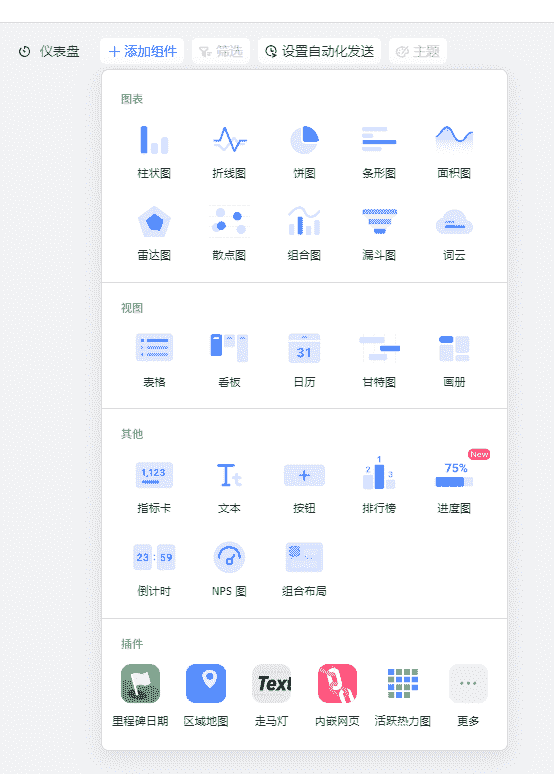 仪表盘 添加组件 筛选 设置自动化发送 主题
图表
柱状图 折线图 饼图 条形图 面积图
雷达图 散点图 组合图 漏斗图 词云
视图
31
表格 看板 日历 甘特图 画册
其他
1,123 Tt 2 1 3 75% New
指标卡 文本 按钮 排行榜 进度图
23 : 59
倒计时 NPS 图 组合布局
插件
Text
里程碑日期 区域地图 走马灯 内嵌网页 活跃热力图 更多